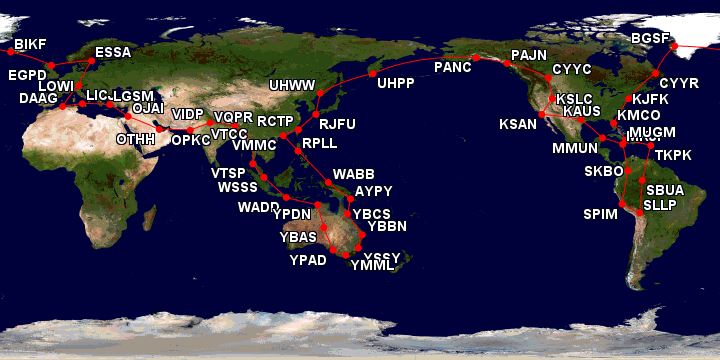 BIKF
ESSA
BGSF
PAJN
EGPD
PANC
CYYC
UHPP
UHWW
CYYR
LOWI
DAAG
LICJ
LGSM
KSLC
KJFK
OJAI
VIDP
VQPR
RCTP
RJFU
KSAN
KAUS
KMCO
MUGM
OTHH
OPKC
VTCC
VMMC
RPLL
MMUN
TKPK
VTSP
WSSS
WABB
SKBO
SBUA
AYPY
WADD
YPDN
YBCS
SPIM
SLLP
YBBN
YBAS
YPAD
YSSY
YMML